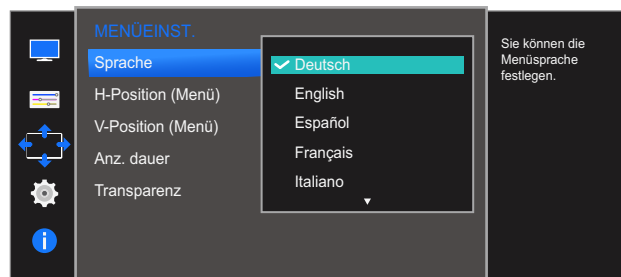 MENÜEINST.
Sprache
H-Position (Menü)
V-Position (Menü)
Anz. dauer
Transparenz
Deutsch
English
Español
Français
Italiano
Sie können die
Menüsprache
festlegen.